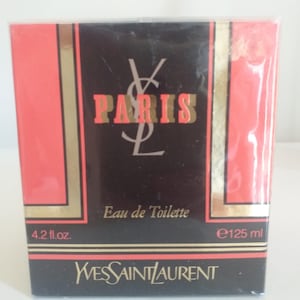 YSL
PARIS
Eau de Toilette
4.2 fl.oz. ℮125 ml
YVESSAINTLAURENT